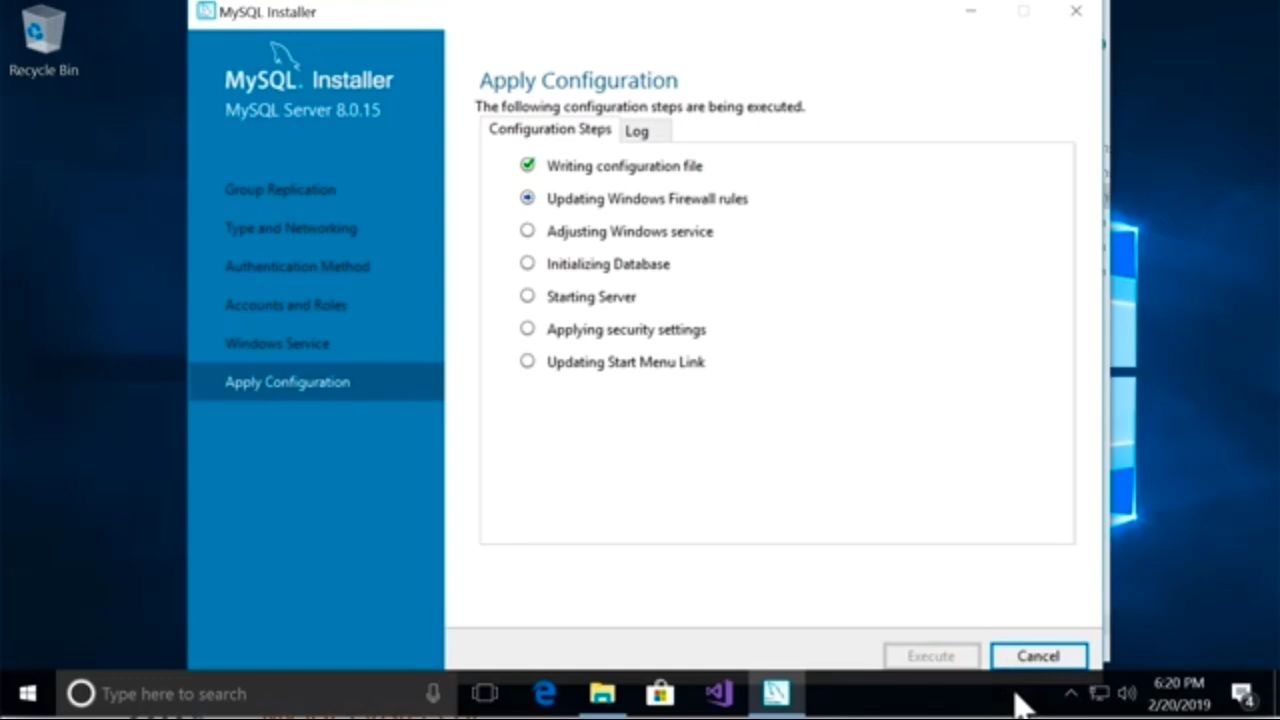 MySQL Installer
Recycle Bin
MySQL. Installer
MySQL Server 8.0.15
Group Replication
Type and Networking
Authentication Method
Accounts and Roles
Windows Service
Apply Configuration
Apply Configuration
The following configuration steps are being executed.
Configuration Steps
Log
Writing configuration file
Updating Windows Firewall rules
Adjusting Windows service
Initializing Database
Starting Server
Applying security settings
Updating Start Menu Link
Execute
Cancel
Type here to search
6:20 PM
2/20/2019
4